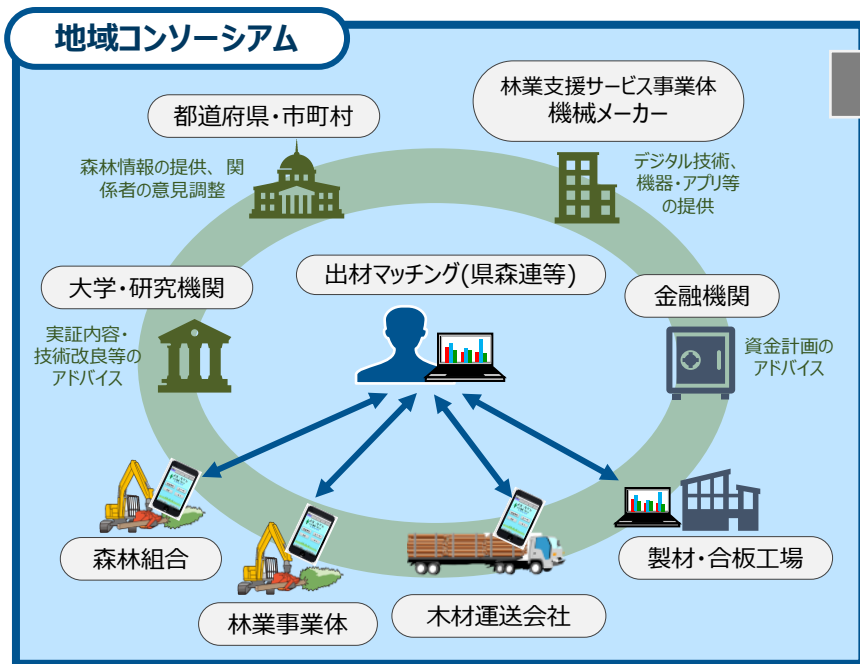 地域コンソーシアム
林業支援サービス事業体
機械メーカー
都道府県・市町村
森林情報の提供、関
係者の意見調整
デジタル技術、
機器・アプリ等
の提供
出材マッチング(県森連等)
大学・研究機関
金融機関
実証内容・
技術改良等の
アドバイス
資金計画の
アドバイス
森林組合
製材・合板工場
林業事業体
木材運送会社